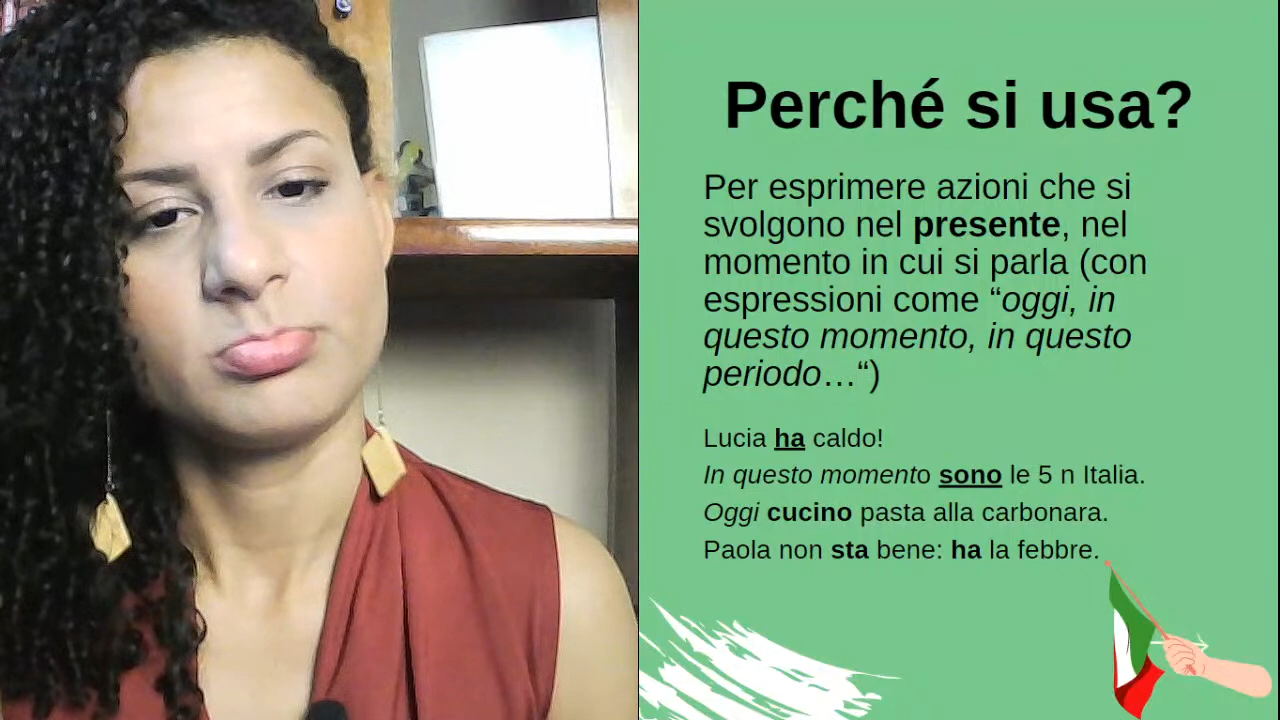 Perché si usa?
Per esprimere azioni che si
svolgono nel presente, nel
momento in cui si parla (con
espressioni come “oggi, in
questo momento, in questo
periodo…“)
Lucia ha caldo!
In questo momento sono le 5 n Italia.
Oggi cucino pasta alla carbonara.
Paola non sta bene: ha la febbre.